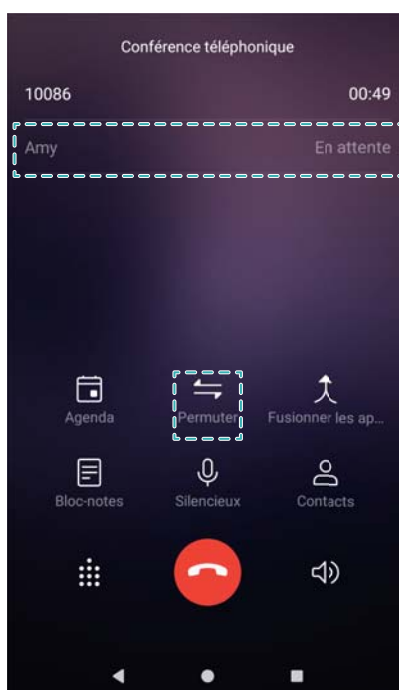 Conférence téléphonique
10086 00:49
Amy En attente
Agenda Permuter Fusionner les ap...
Bloc-notes Silencieux Contacts